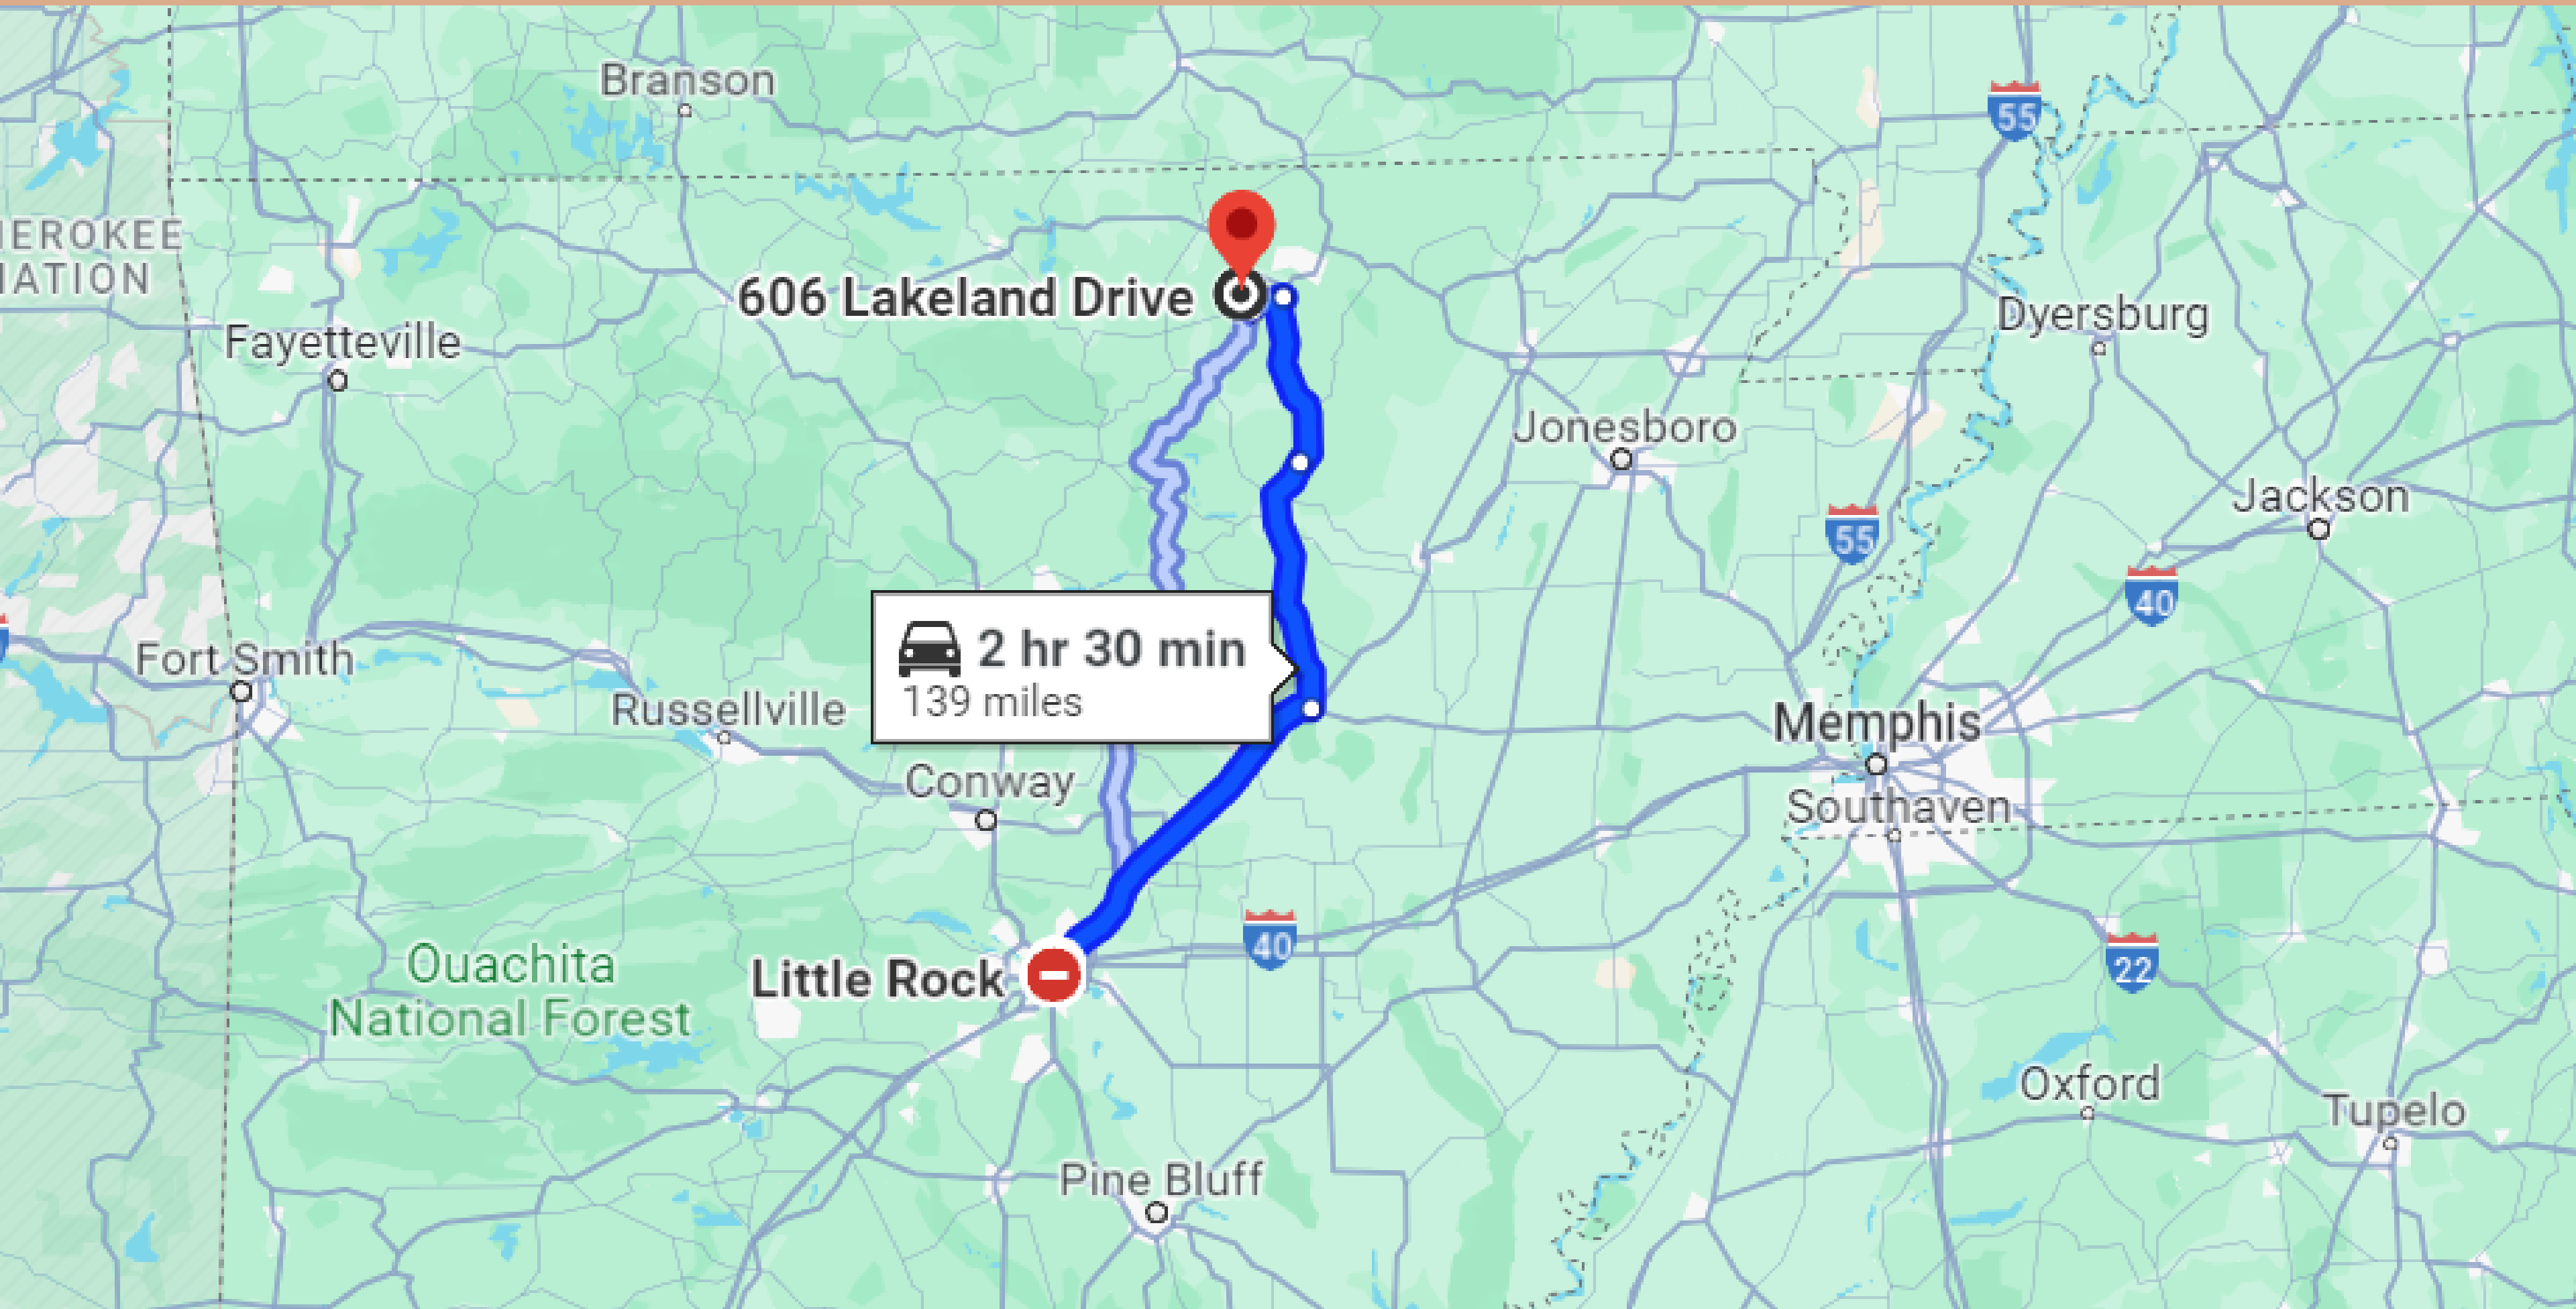 Branson
55
HEROKEE
NATION
606 Lakeland Drive
Dyersburg
Fayetteville
Jonesboro
Jackson
55
40
2 hr 30 min
139 miles
Fort Smith
Russellville
Memphis
Conway
Southaven
40
Little Rock
22
Ouachita
National Forest
Oxford
Tupelo
Pine Bluff